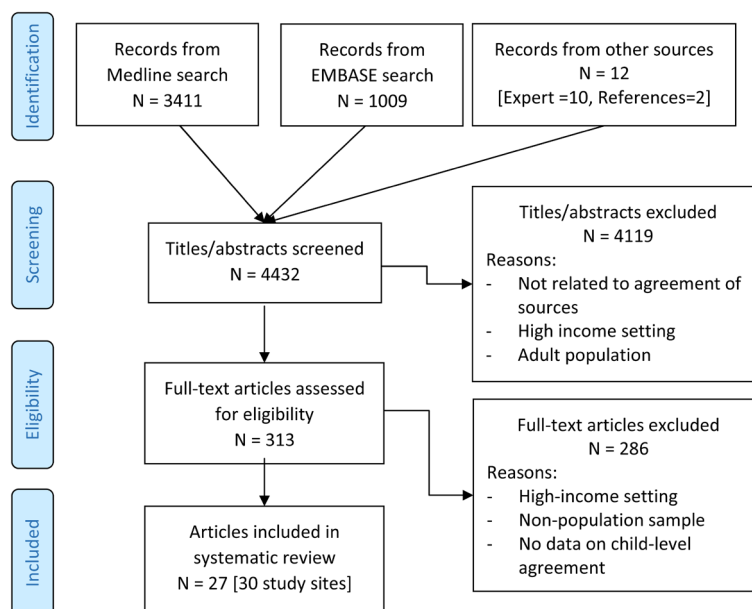 Identification
Records from
Medline search
N = 3411
Records from
EMBASE search
N = 1009
Records from other sources
N = 12
[Expert =10, References=2]
Screening
Titles/abstracts screened
N = 4432
Titles/abstracts excluded
N = 4119
Reasons:
- Not related to agreement of
sources
- High income setting
- Adult population
Eligibility
Full-text articles assessed
for eligibility
N = 313
Full-text articles excluded
N = 286
Reasons:
- High-income setting
- Non-population sample
- No data on child-level
agreement
Included
Articles included in
systematic review
N = 27 [30 study sites]